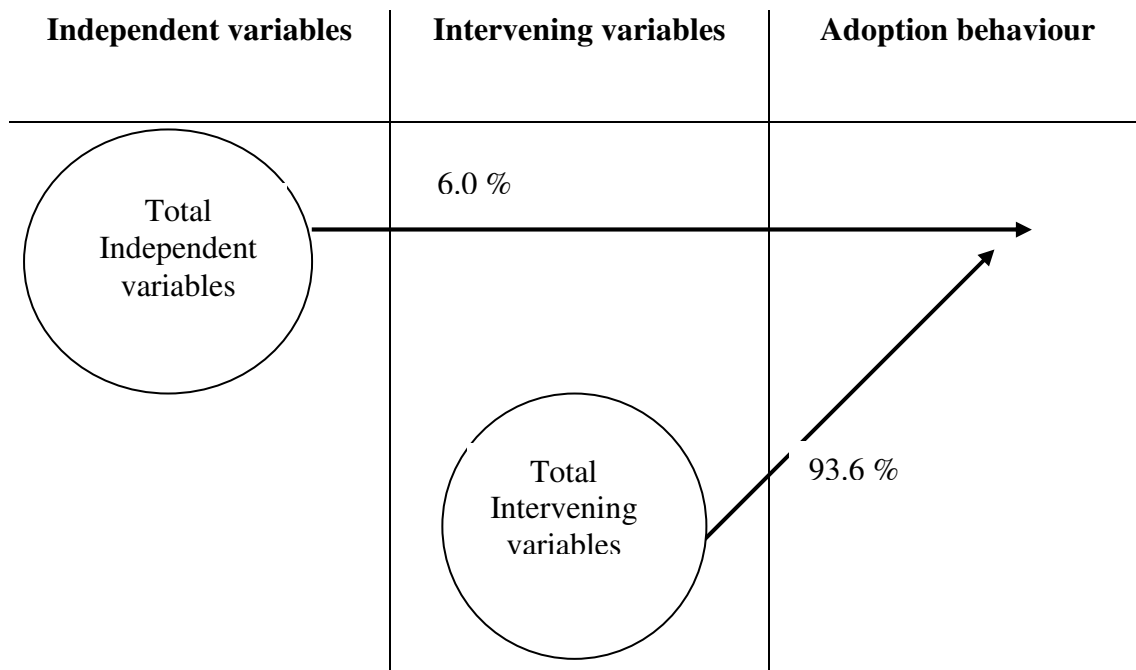 Independent variables
Intervening variables
Adoption behaviour
6.0 %
Total
Independent
variables
93.6 %
Total
Intervening
variables